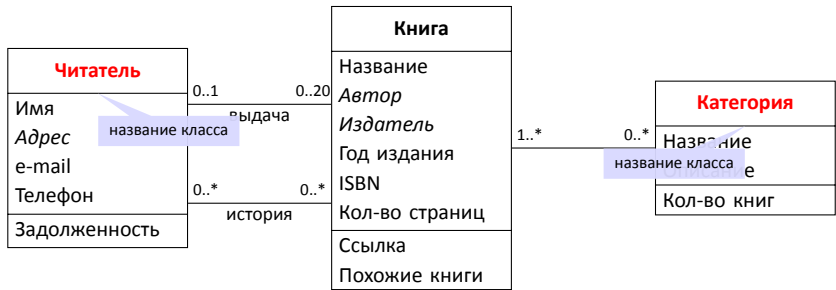 Читатель
Имя
Адрес
e-mail
Телефон
Задолженность
название класса
0..1
0..20
выдача
0..*
0..*
история
Книга
Название
Автор
Издатель
Год издания
ISBN
Кол-во страниц
Ссылка
Похожие книги
1..*
0..*
Категория
Название
Описание
Кол-во книг
название класса